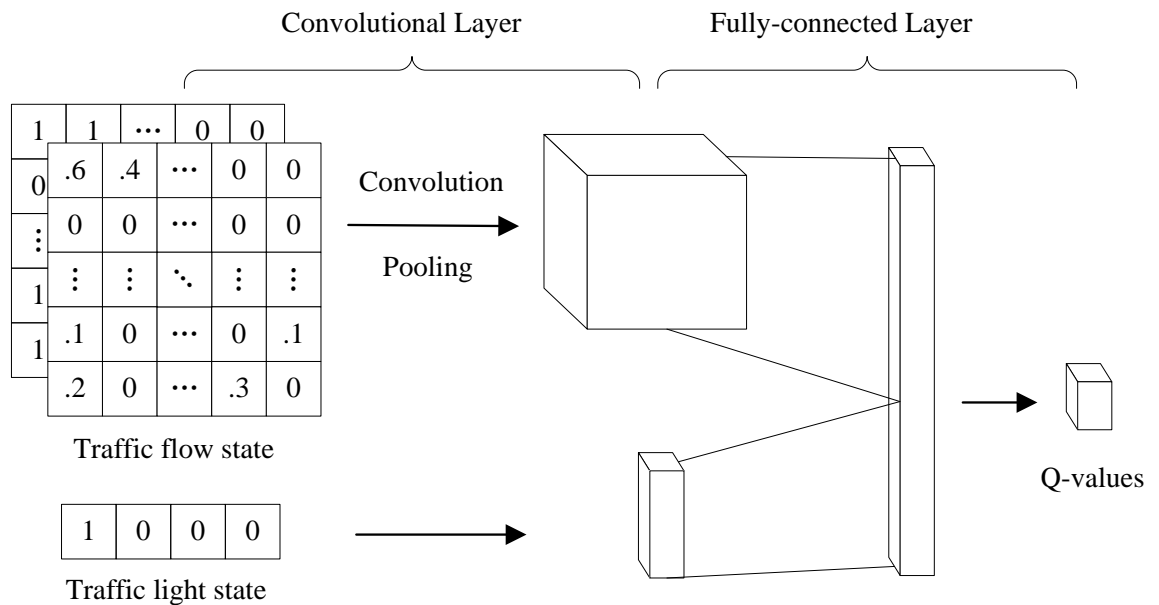 Convolutional Layer Fully-connected Layer
1 1 ⋯ 0 0
0
⋮
1
1
.6 .4 ⋯ 0 0
0 0 ⋯ 0 0
⋮ ⋮ ⋱ ⋮ ⋮
.1 0 ⋯ 0 .1
.2 0 ⋯ .3 0
Traffic flow state
Convolution
Pooling
1 0 0 0
Traffic light state
Q-values